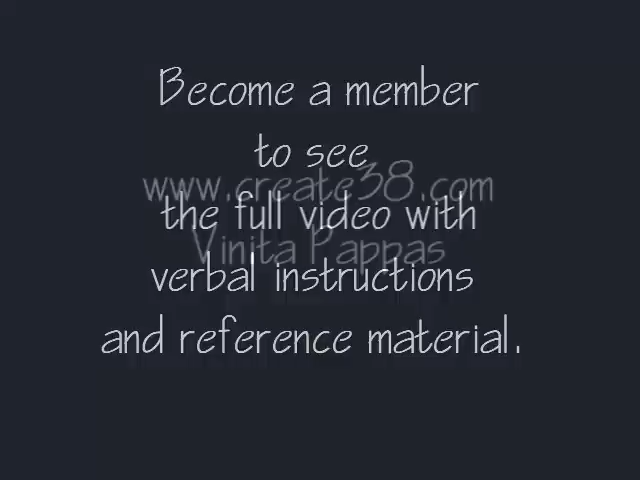 Become a member
to see
www.create38.com
the full video with
Vinita Pappas
verbal instructions
and reference material.